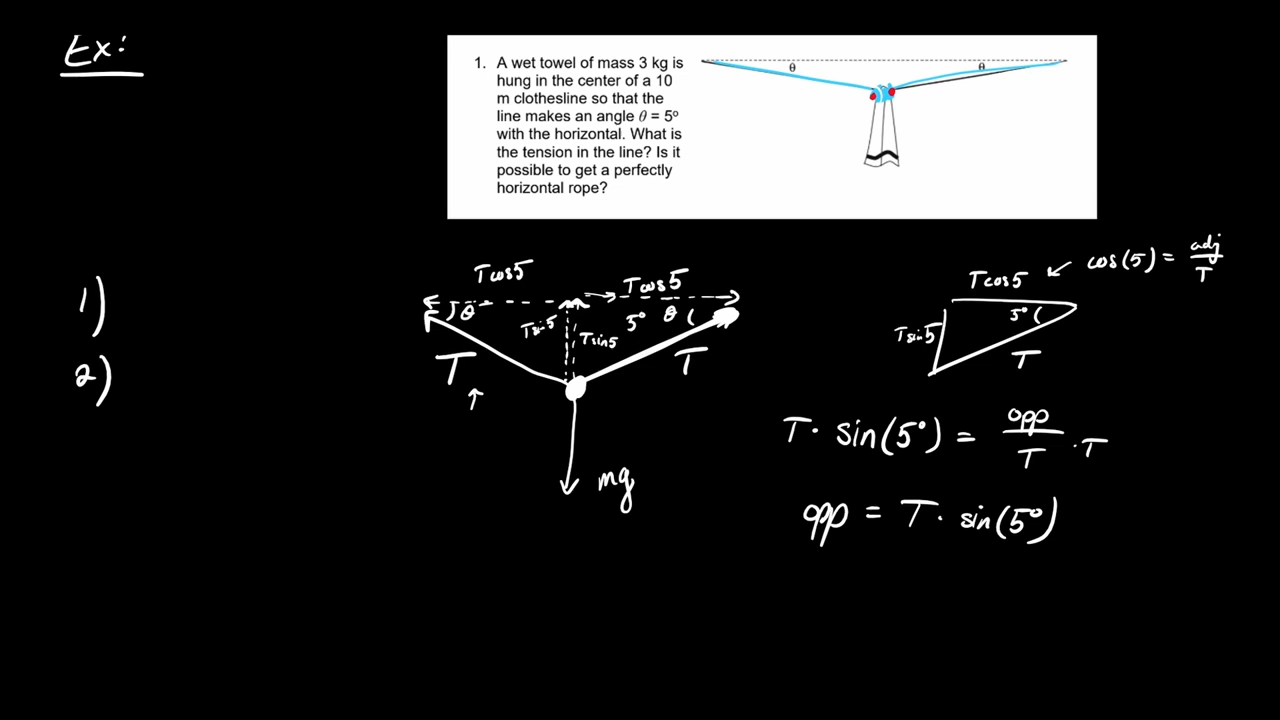 Ex:
1. A wet towel of mass 3 kg is
hung in the center of a 10
m clothesline so that the
line makes an angle θ = 5º
with the horizontal. What is
the tension in the line? Is it
possible to get a perfectly
horizontal rope?
θ
θ
1)
2)
Tcos5
Tcos5
θ
Tsin5
Tsin5
5°
θ
T
T
mg
cos(5) = adj/T
Tcos5
Tsin5
5°
T
T· sin(5°) = opp/T · T
opp = T· sin(5°)